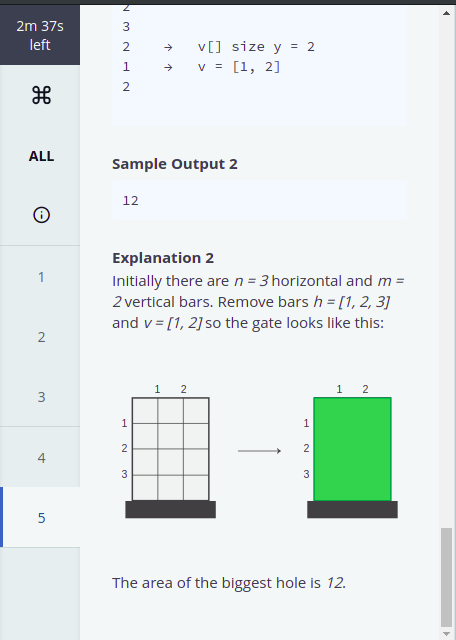 2m 37s
left
ALL
1
2
3
4
5
2
3
2 → v[] size y = 2
1 → v = [1, 2]
2
Sample Output 2
12
Explanation 2
Initially there are n = 3 horizontal and m =
2 vertical bars. Remove bars h = [1, 2, 3]
and v = [1, 2] so the gate looks like this:
1 2
1
2
3
1 2
1
2
3
The area of the biggest hole is 12.